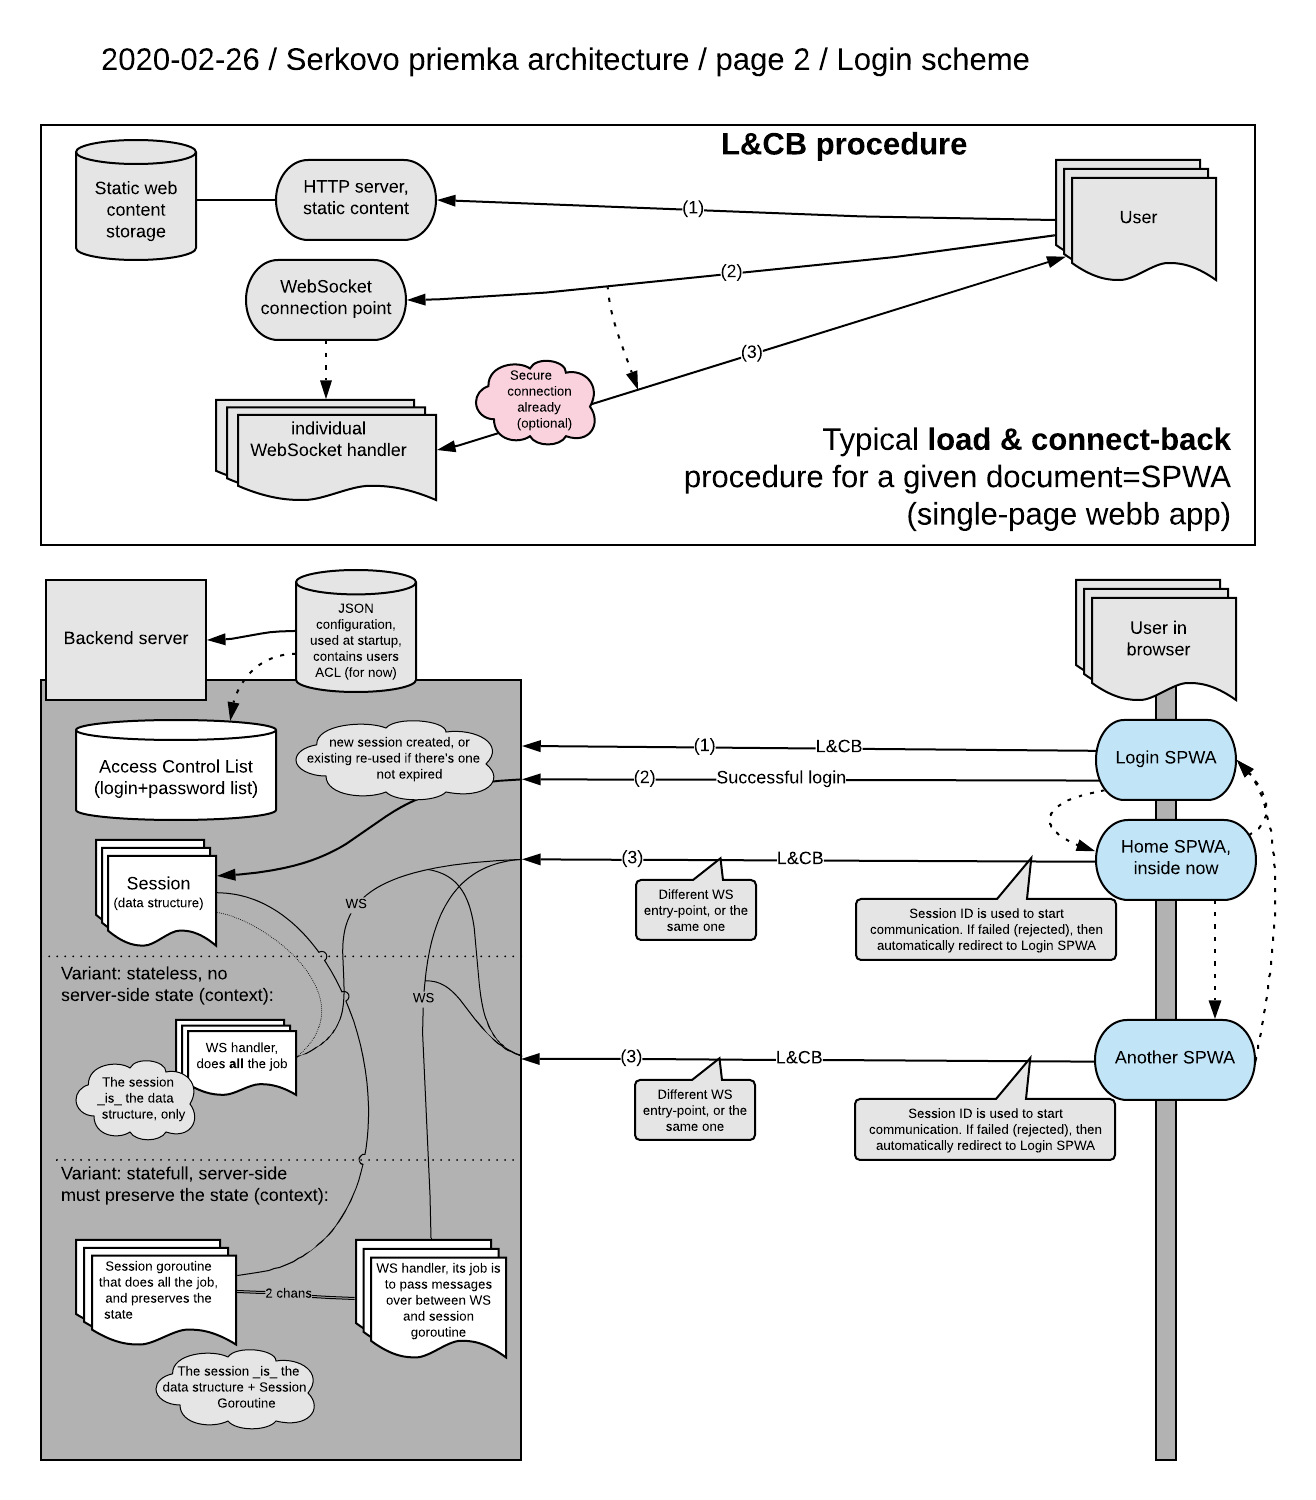 2020-02-26 / Serkovo priemka architecture / page 2 / Login scheme
L&CB procedure
Static web
content
storage
HTTP server,
static content
(1)
User
WebSocket
connection point
(2)
(3)
Secure
connection
already
(optional)
individual
WebSocket handler
Typical load & connect-back
procedure for a given document=SPWA
(single-page webb app)
Backend server
JSON
configuration,
used at startup,
contains users
ACL (for now)
User in
browser
Access Control List
(login+password list)
new session created, or
existing re-used if there's one
not expired
(1)
L&CB
Login SPWA
(2)
Successful login
Session
(data structure)
WS
(3)
L&CB
Home SPWA,
inside now
Different WS
entry-point, or the
same one
Session ID is used to start
communication. If failed (rejected), then
automatically redirect to Login SPWA
Variant: stateless, no
server-side state (context):
WS
WS handler,
does all the job
The session
_is_ the data
structure, only
(3)
L&CB
Another SPWA
Different WS
entry-point, or the
same one
Session ID is used to start
communication. If failed (rejected), then
automatically redirect to Login SPWA
Variant: statefull, server-side
must preserve the state (context):
Session goroutine
that does all the job,
and preserves the
state
2 chans
WS handler, its job is
to pass messages
over between WS
and session
goroutine
The session _is_ the
data structure + Session
Goroutine